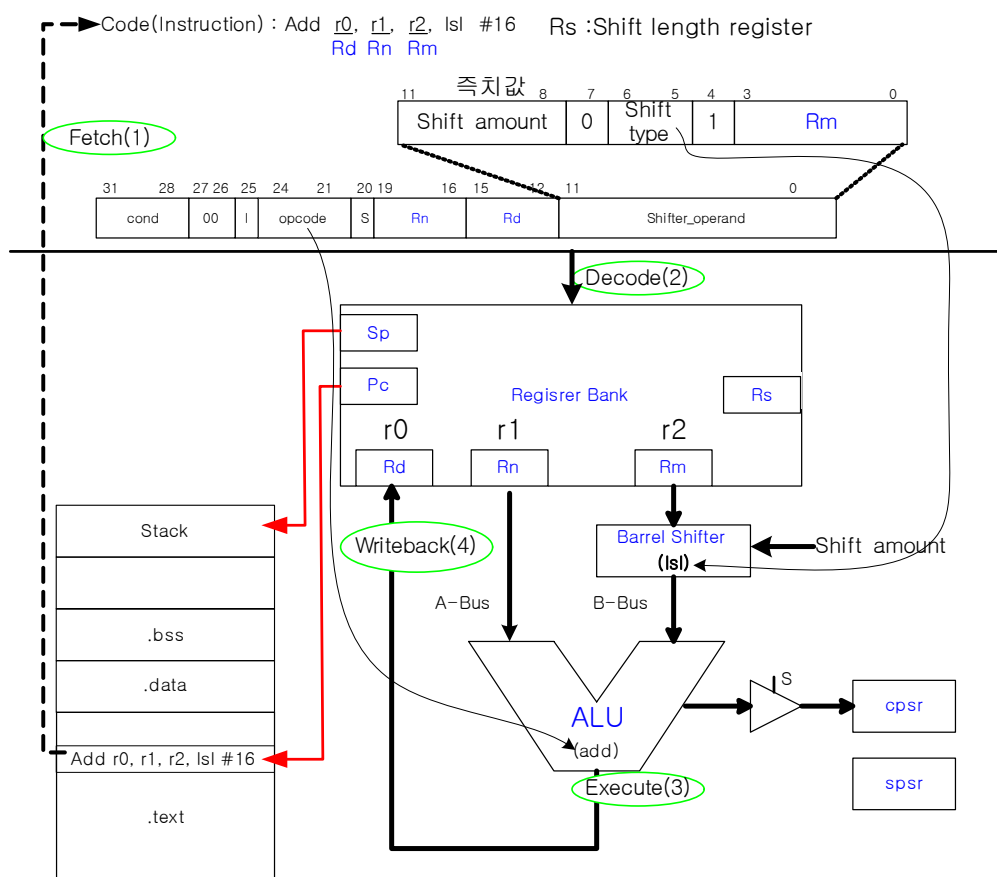 Code(Instruction) : Add r0, r1, r2, lsl #16 Rs :Shift length register
Rd Rn Rm
즉치값
11 8 7 6 5 4 3 0
Shift amount 0 Shift type 1 Rm
Fetch(1)
31 28 27 26 25 24 21 20 19 16 15 12 11 0
cond 00 I opcode S Rn Rd Shifter_operand
Decode(2)
Sp
Pc
Regisrer Bank
Rs
r0 r1 r2
Rd Rn Rm
Stack
Writeback(4)
Barrel Shifter
(lsl)
Shift amount
A-Bus B-Bus
.bss
.data
S
ALU
(add)
cpsr
Add r0, r1, r2, lsl #16
Execute(3)
spsr
.text